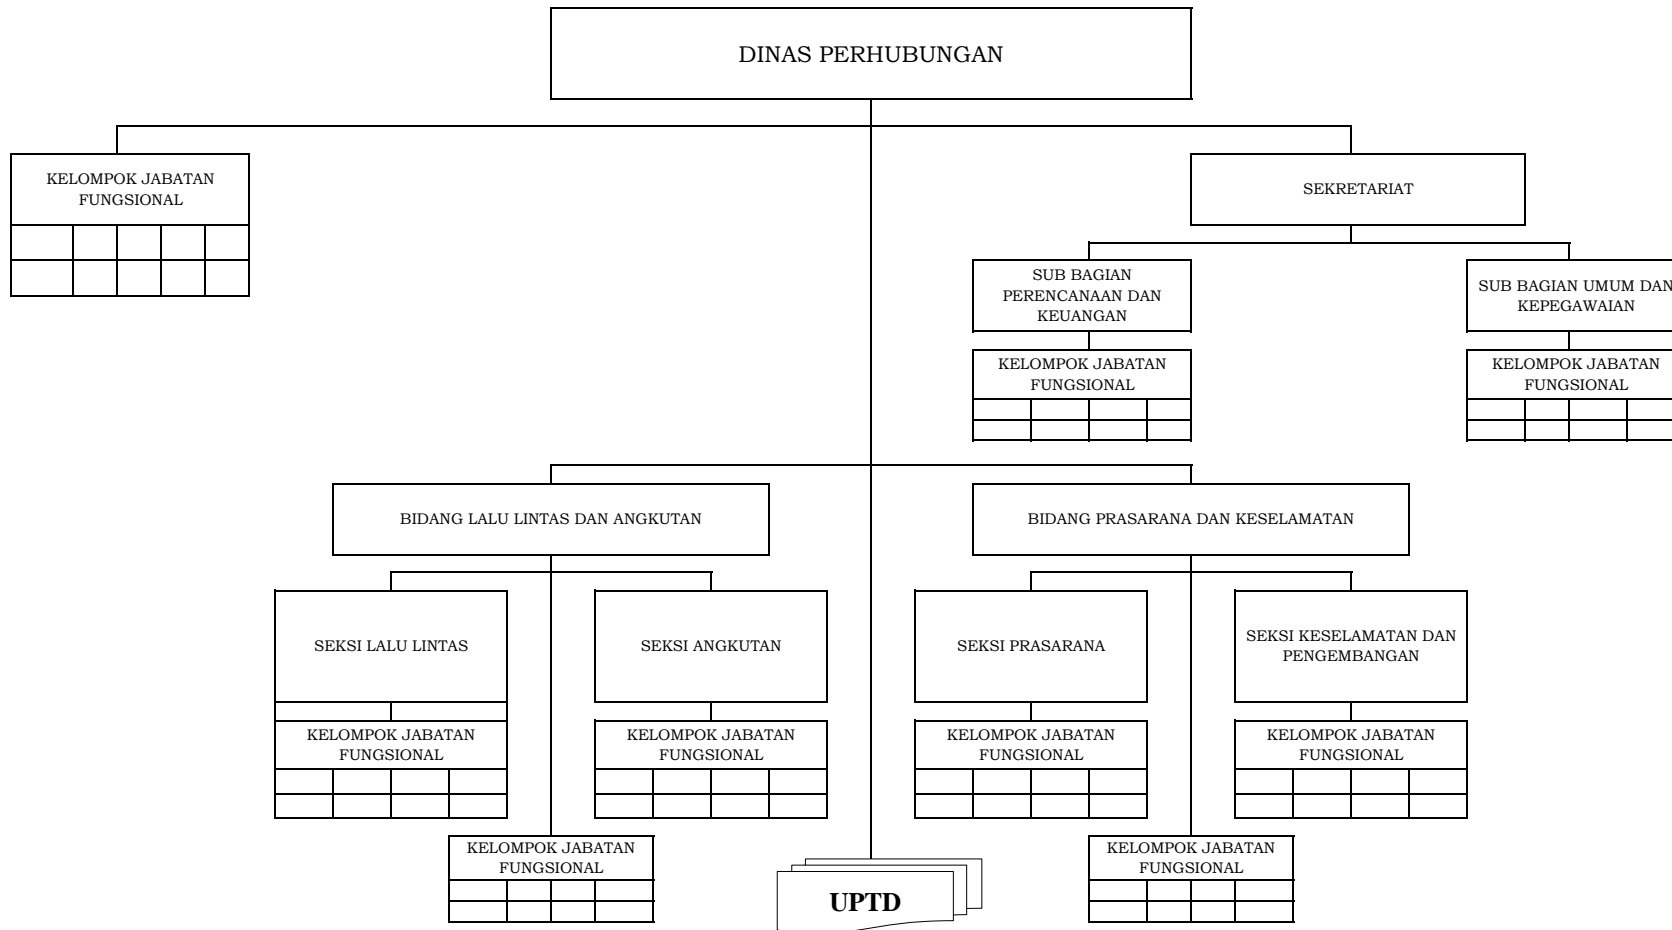 DINAS PERHUBUNGAN
KELOMPOK JABATAN
FUNGSIONAL
SEKRETARIAT
SUB BAGIAN
PERENCANAAN DAN
KEUANGAN
SUB BAGIAN UMUM DAN
KEPEGAWAIAN
KELOMPOK JABATAN
FUNGSIONAL
KELOMPOK JABATAN
FUNGSIONAL
BIDANG LALU LINTAS DAN ANGKUTAN
BIDANG PRASARANA DAN KESELAMATAN
SEKSI LALU LINTAS
SEKSI ANGKUTAN
SEKSI PRASARANA
SEKSI KESELAMATAN DAN
PENGEMBANGAN
KELOMPOK JABATAN
FUNGSIONAL
KELOMPOK JABATAN
FUNGSIONAL
KELOMPOK JABATAN
FUNGSIONAL
KELOMPOK JABATAN
FUNGSIONAL
KELOMPOK JABATAN
FUNGSIONAL
UPTD
KELOMPOK JABATAN
FUNGSIONAL